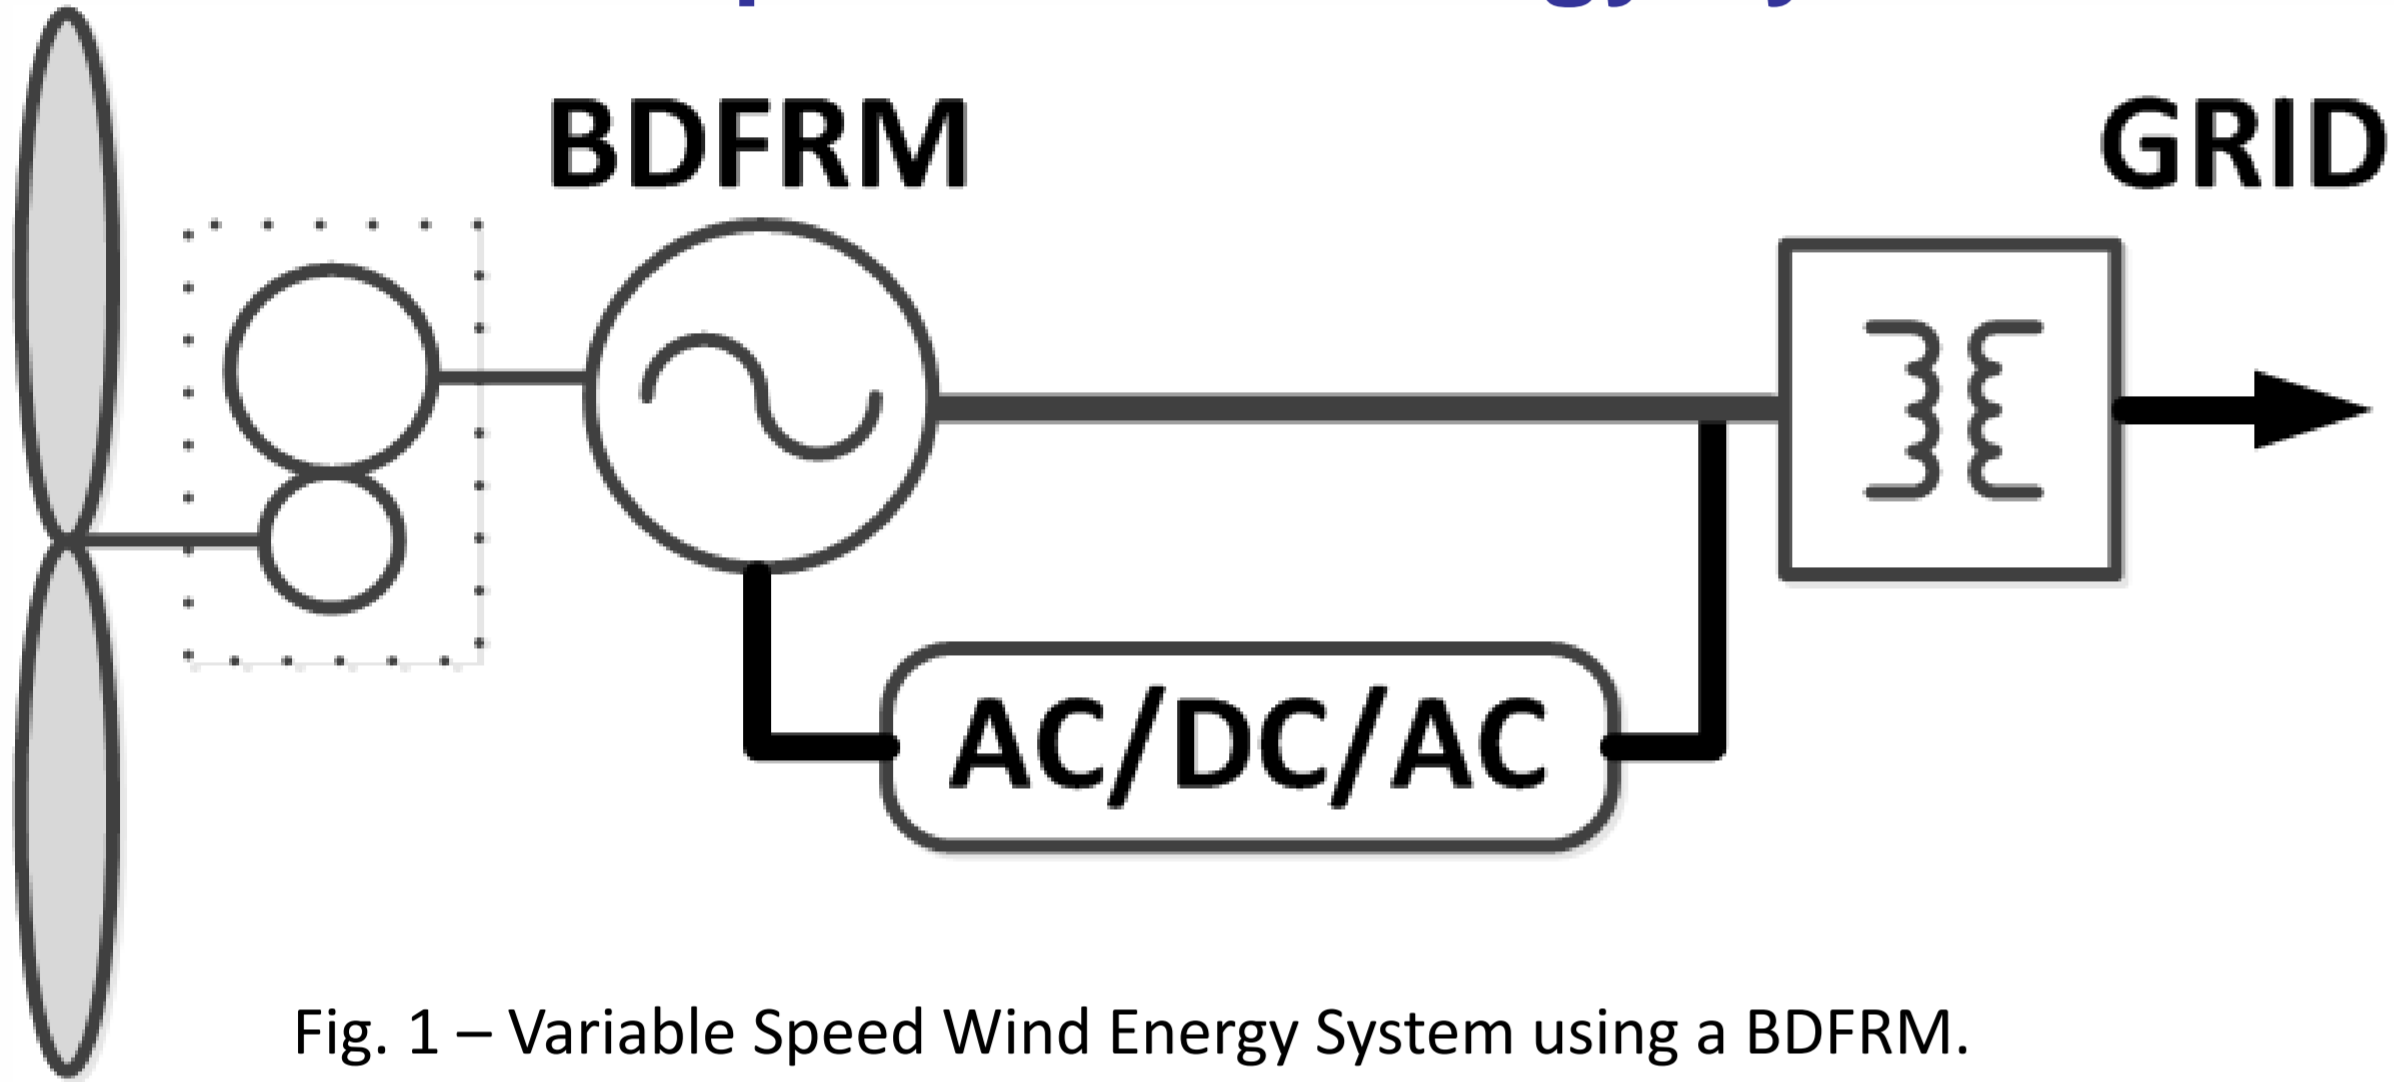 BDFRM
GRID
AC/DC/AC
Fig. 1 – Variable Speed Wind Energy System using a BDFRM.